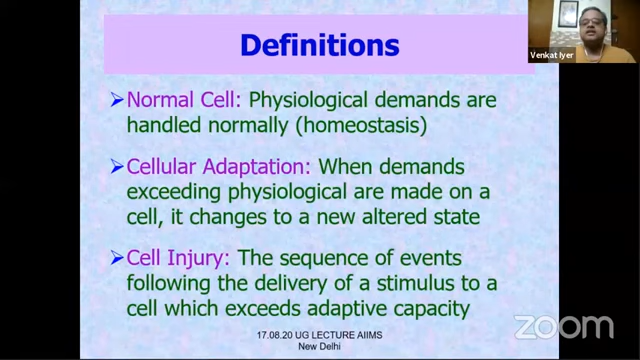 Definitions
Venkat Iyer
➢Normal Cell: Physiological demands are
handled normally (homeostasis)
➢Cellular Adaptation: When demands
exceeding physiological are made on a
cell, it changes to a new altered state
➢Cell Injury: The sequence of events
following the delivery of a stimulus to a
cell which exceeds adaptive capacity
17.08.20 UG LECTURE AIIMS
New Delhi
zoom